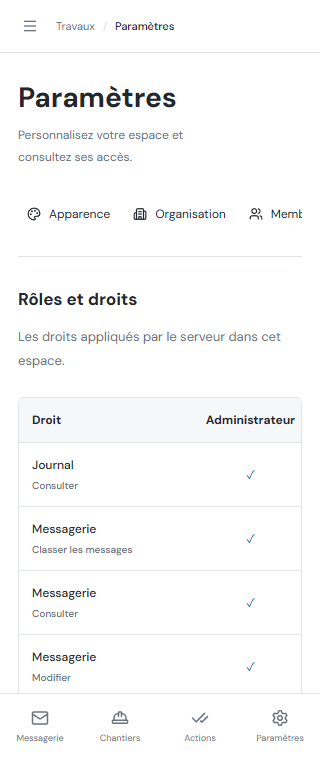 Travaux / Paramètres
Paramètres
Personnalisez votre espace et
consultez ses accès.
Apparence Organisation Memb
Rôles et droits
Les droits appliqués par le serveur dans cet
espace.
Droit Administrateur
Journal
Consulter
✓
Messagerie
Classer les messages
✓
Messagerie
Consulter
✓
Messagerie
Modifier
✓
Messagerie Chantiers Actions Paramètres